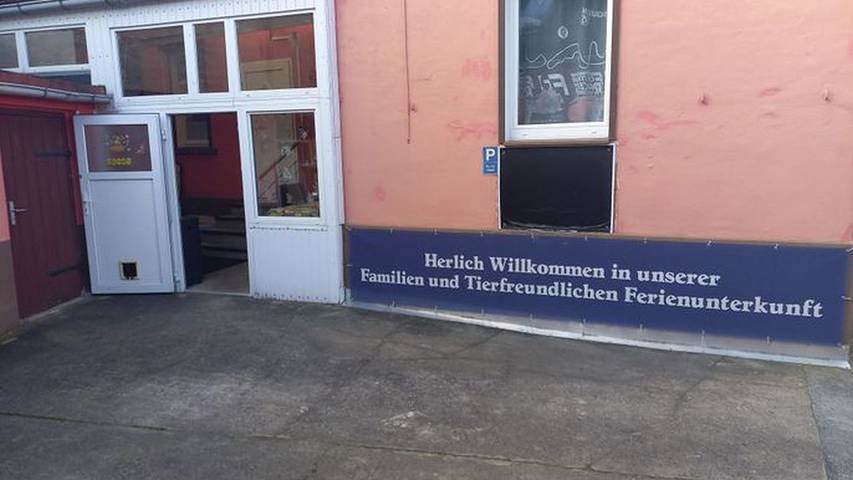 P
Herlich Willkommen in unserer
Familien und Tierfreundlichen Ferienunterkunft